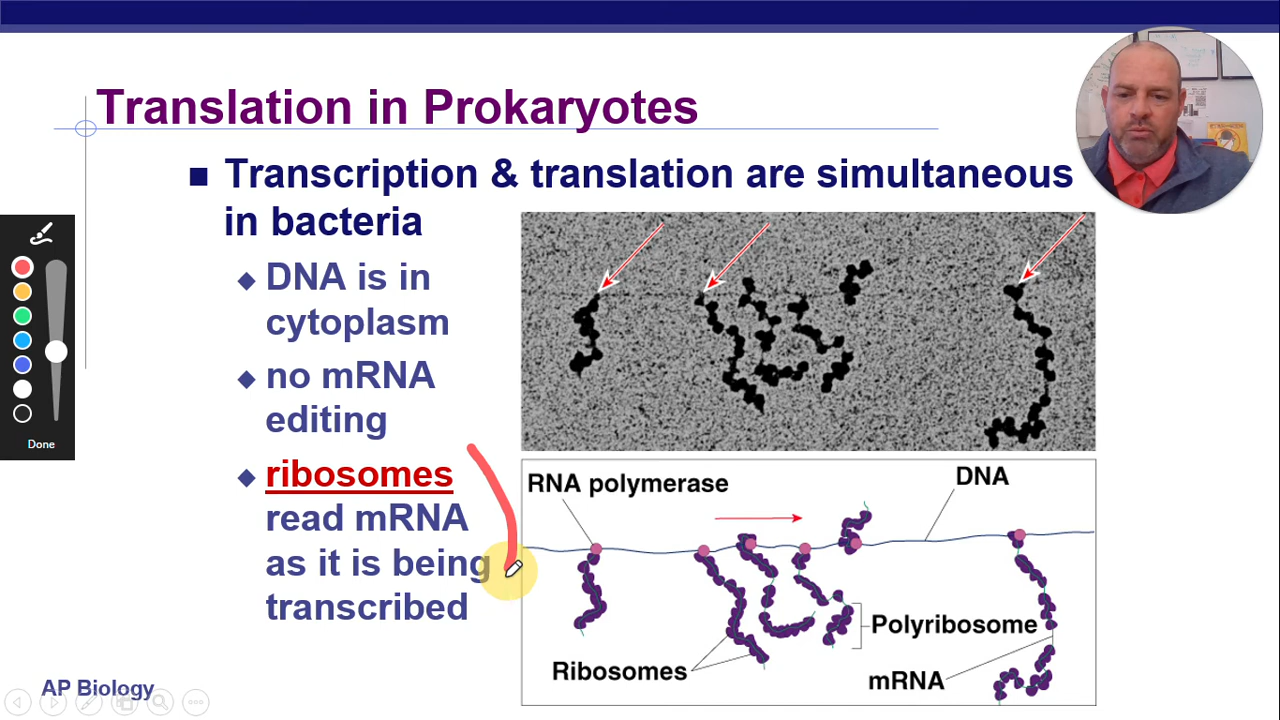 Translation in Prokaryotes
■ Transcription & translation are simultaneous
in bacteria
◆ DNA is in
cytoplasm
◆ no mRNA
editing
◆ ribosomes
read mRNA
as it is being
transcribed
RNA polymerase
DNA
Polyribosome
Ribosomes
mRNA
Done
AP Biology